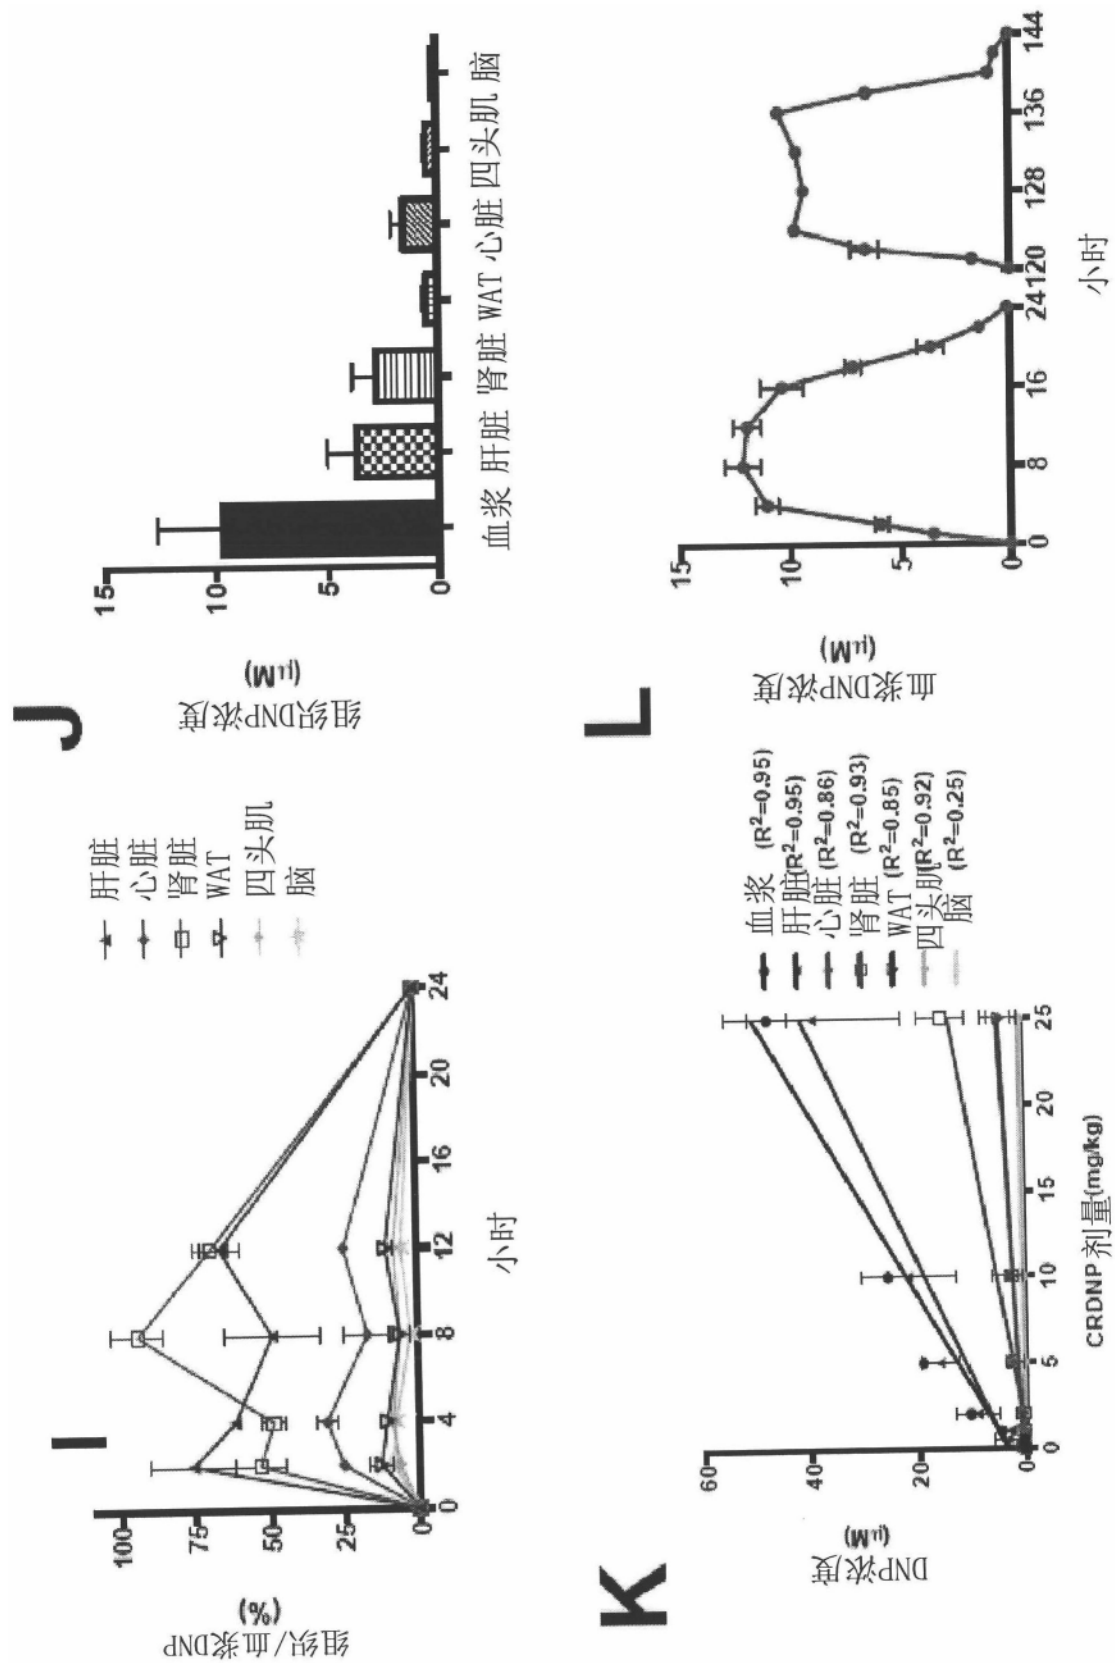 I
组织/血浆DNP
(%)
100
75
50
25
0
0
4
8
12
16
20
24
小时
肝脏
心脏
肾脏
WAT
四头肌
脑
J
组织DNP浓度
(μM)
15
10
5
0
血浆 肝脏 肾脏 WAT 心脏 四头肌 脑
K
DNP浓度
(μM)
60
40
20
0
0
5
10
15
20
25
CRDNP剂量(mg/kg)
血浆 (R²=0.95)
肝脏(R²=0.95)
心脏(R²=0.86)
肾脏 (R²=0.93)
WAT (R²=0.85)
四头肌(R²=0.92)
脑 (R²=0.25)
L
血浆DNP浓度
(μM)
15
10
5
0
0
8
16
24
120
128
136
144
小时